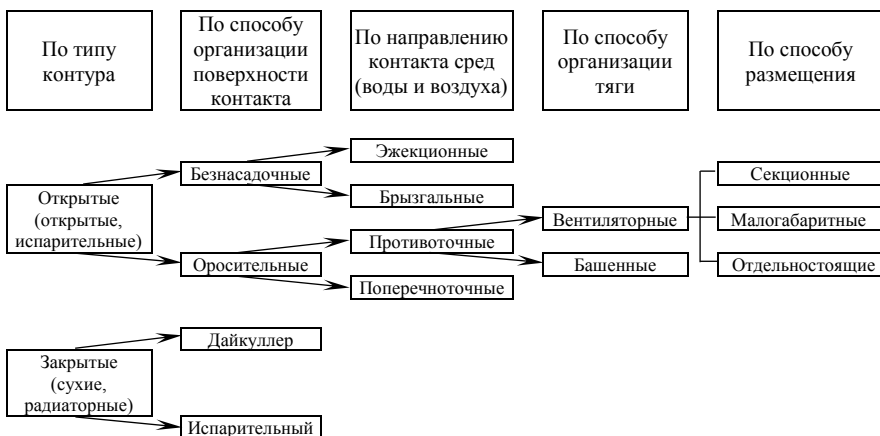 По типу
контура
По способу
организации
поверхности
контакта
По направлению
контакта сред
(воды и воздуха)
По способу
организации
тяги
По способу
размещения
Открытые
(открытые,
испарительные)
Безнасадочные
Оросительные
Эжекционные
Брызгальные
Противоточные
Поперечноточные
Вентиляторные
Башенные
Секционные
Малогабаритные
Отдельностоящие
Закрытые
(сухие,
радиаторные)
Дайкуллер
Испарительный